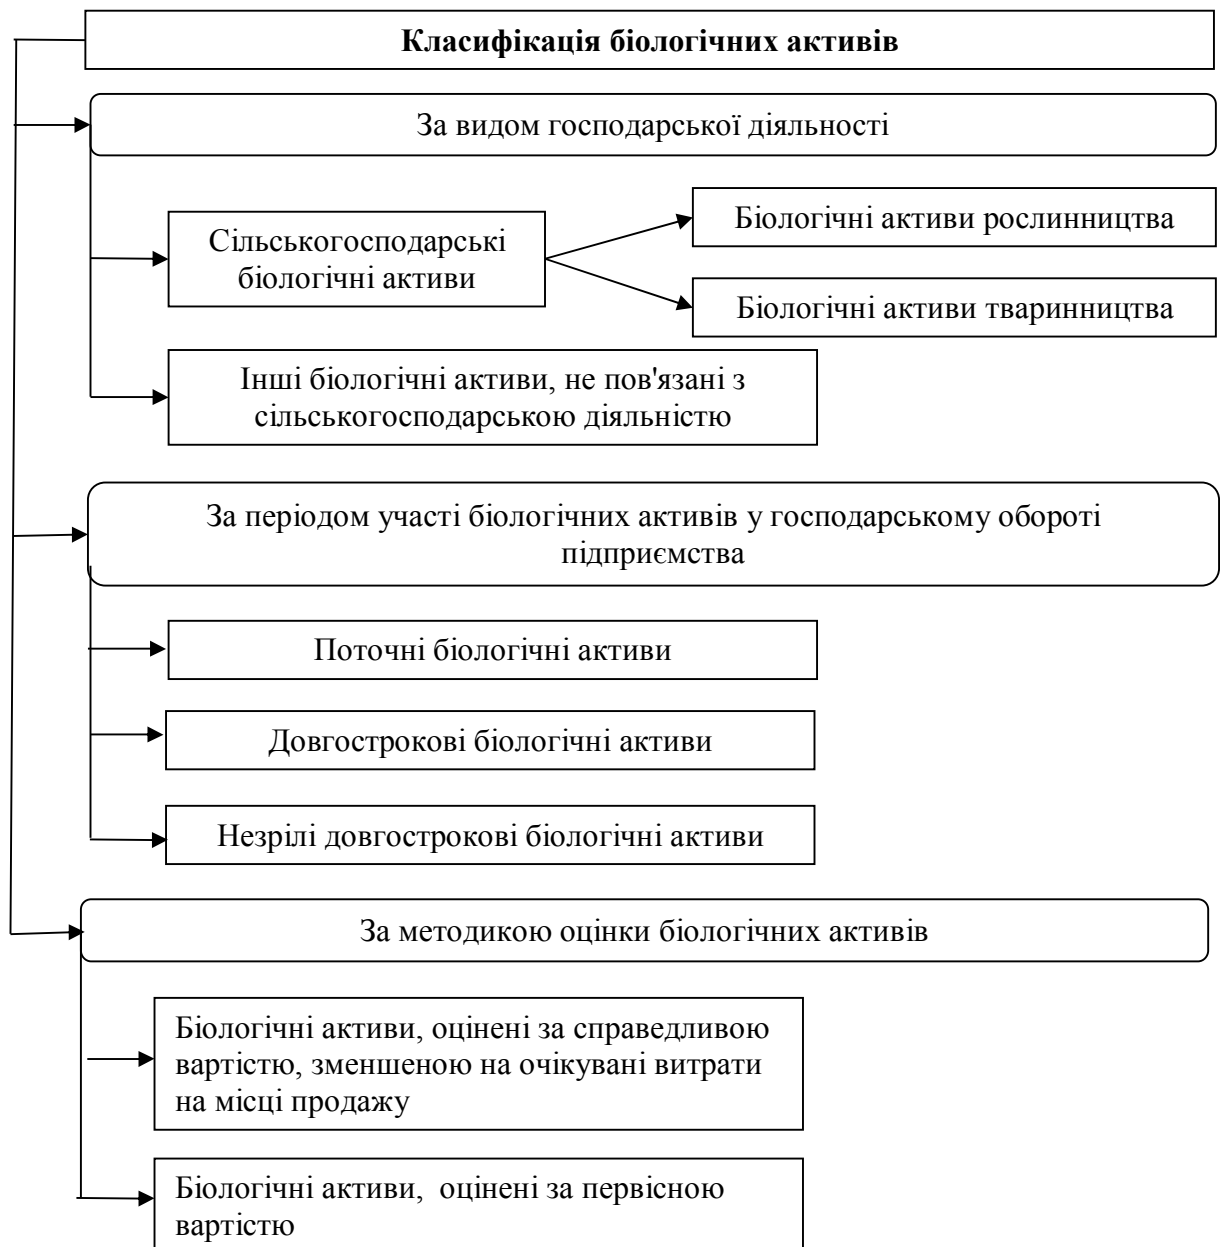 Класифікація біологічних активів
За видом господарської діяльності
Сільськогосподарські
біологічні активи
Біологічні активи рослинництва
Біологічні активи тваринництва
Інші біологічні активи, не пов'язані з
сільськогосподарською діяльністю
За періодом участі біологічних активів у господарському обороті
підприємства
Поточні біологічні активи
Довгострокові біологічні активи
Незрілі довгострокові біологічні активи
За методикою оцінки біологічних активів
Біологічні активи, оцінені за справедливою
вартістю, зменшеною на очікувані витрати
на місці продажу
Біологічні активи, оцінені за первісною
вартістю